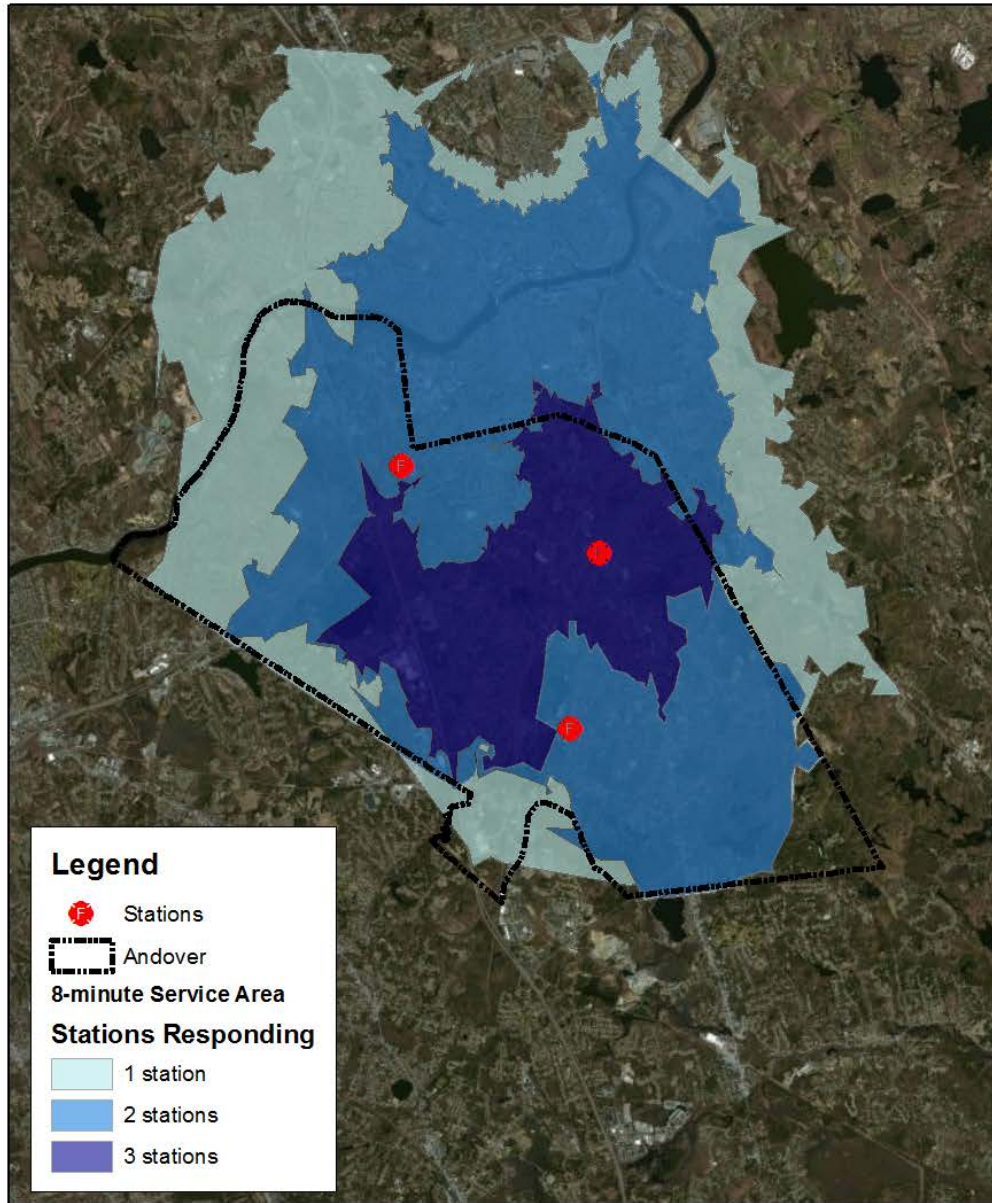 F
F
F
Legend
F Stations
Andover
8-minute Service Area
Stations Responding
1 station
2 stations
3 stations